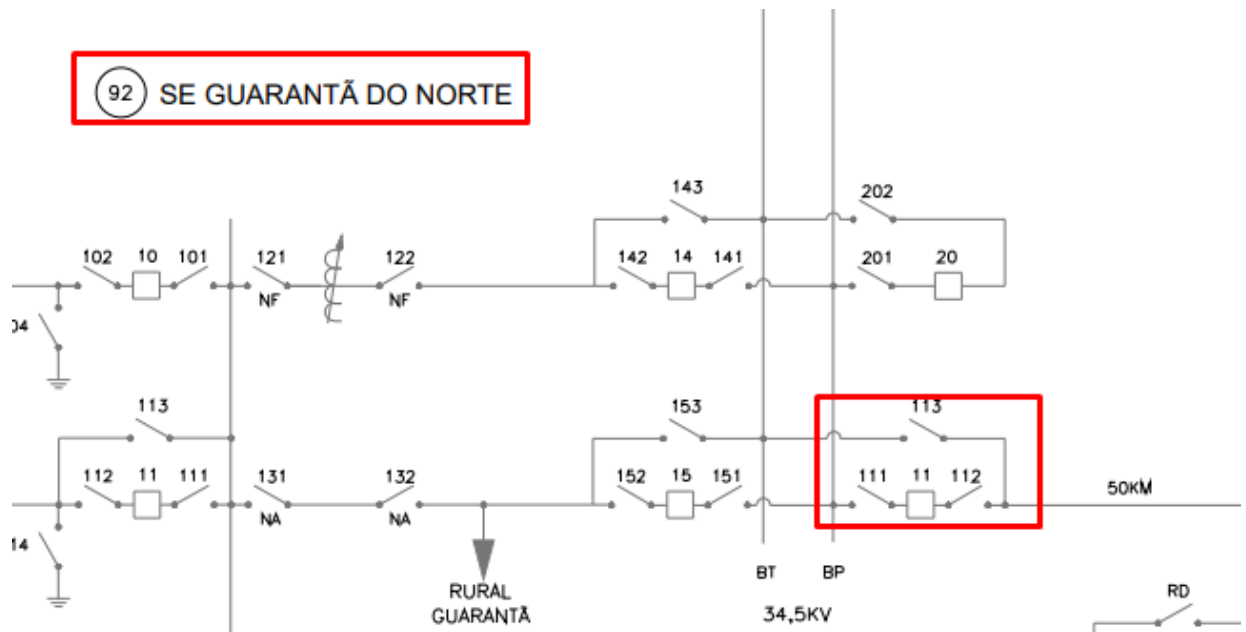 92 SE GUARANTÃ DO NORTE
143 202
102 10 101 121 122 142 14 141 201 20
NF NF
04
113 153 113
112 11 111 131 132 152 15 151 111 11 112 50KM
NA NA
14
BT BP
RURAL
GUARANTÃ
34,5KV
RD